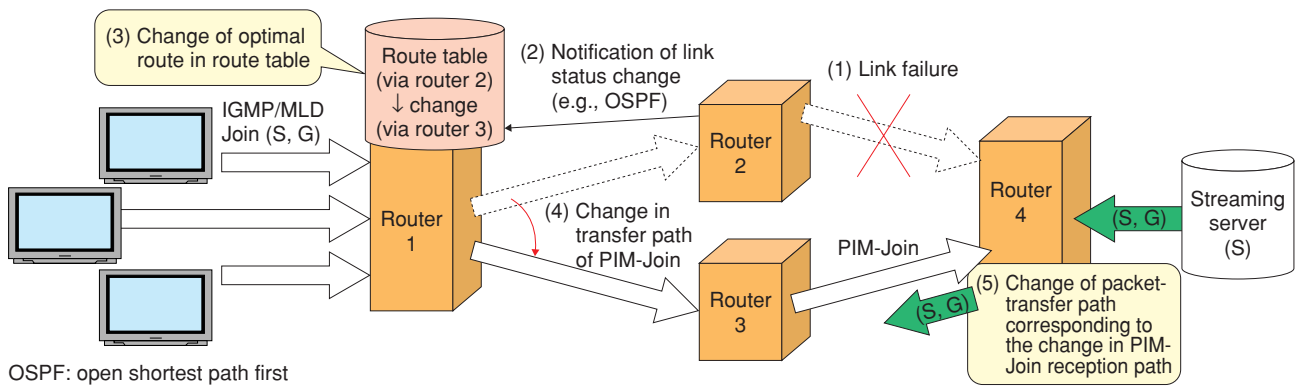 (3) Change of optimal
route in route table
Route table
(via router 2)
↓ change
(via router 3)
(2) Notification of link
status change
(e.g., OSPF)
(1) Link failure
IGMP/MLD
Join (S, G)
Router
1
Router
2
Router
4
(S, G)
Streaming
server
(S)
(4) Change in
transfer path
of PIM-Join
PIM-Join
Router
3
(S, G)
(5) Change of packet-
transfer path
corresponding to
the change in PIM-
Join reception path
OSPF: open shortest path first